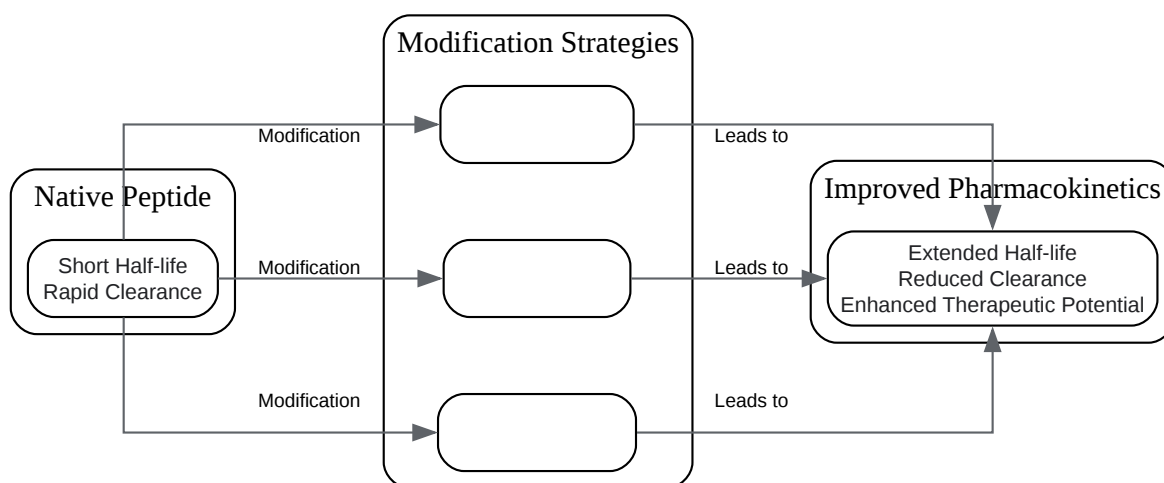 Modification Strategies
Modification
Leads to
Native Peptide
Improved Pharmacokinetics
Short Half-life
Rapid Clearance
Modification
Leads to
Extended Half-life
Reduced Clearance
Enhanced Therapeutic Potential
Modification
Leads to